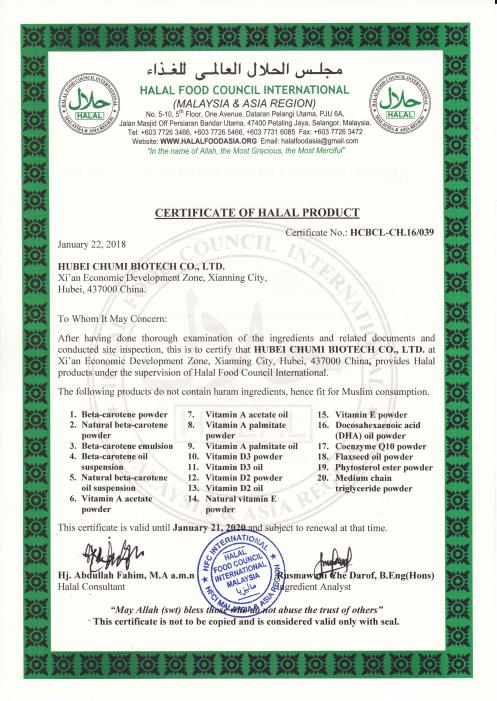 مجلس الحلال العالمي للغذاء
HALAL FOOD COUNCIL INTERNATIONAL
(MALAYSIA & ASIA REGION)
No. 5-10, 5th Floor, One Avenue, Dataran Pelangi Utama, PJU 6A,
Jalan Masjid Off Persiaran Bandar Utama, 47400 Petaling Jaya, Selangor, Malaysia.
Tel: +603 7726 3466, +603 7726 5466, +603 7731 6085 Fax: +603 7726 3472
Website: WWW.HALALFOODASIA.ORG Email: halalfoodasia@gmail.com
"In the name of Allah, the Most Gracious, the Most Merciful"
حلال
HALAL
حلال
HALAL
CERTIFICATE OF HALAL PRODUCT
Certificate No.: HCBCL-CH.16/039
January 22, 2018
HUBEI CHUMI BIOTECH CO., LTD.
Xi'an Economic Development Zone, Xianning City,
Hubei, 437000 China.
To Whom It May Concern:
After having done thorough examination of the ingredients and related documents and
conducted site inspection, this is to certify that HUBEI CHUMI BIOTECH CO., LTD. at
Xi'an Economic Development Zone, Xianning City, Hubei, 437000 China, provides Halal
products under the supervision of Halal Food Council International.
The following products do not contain haram ingredients, hence fit for Muslim consumption.
1. Beta-carotene powder
2. Natural beta-carotene
powder
3. Beta-carotene emulsion
4. Beta-carotene oil
suspension
5. Natural beta-carotene
oil suspension
6. Vitamin A acetate
powder
7. Vitamin A acetate oil
8. Vitamin A palmitate
powder
9. Vitamin A palmitate oil
10. Vitamin D3 powder
11. Vitamin D3 oil
12. Vitamin D2 powder
13. Vitamin D2 oil
14. Natural vitamin E
powder
15. Vitamin E powder
16. Docosahexaenoic acid
(DHA) oil powder
17. Coenzyme Q10 powder
18. Flaxseed oil powder
19. Phytosterol ester powder
20. Medium chain
triglyceride powder
This certificate is valid until January 21, 2020 and subject to renewal at that time.
HFC INTERNATIONAL
HALAL
FOOD COUNCIL
INTERNATIONAL
MALAYSIA
ماليزيا
HFCI MALAYSIA & ASIA REGION
Hj. Abdullah Fahim, M.A a.m.n
Halal Consultant
Che Darof, B.Eng(Hons)
Ingredient Analyst
"May Allah (swt) bless those who do not abuse the trust of others"
This certificate is not to be copied and is considered valid only with seal.